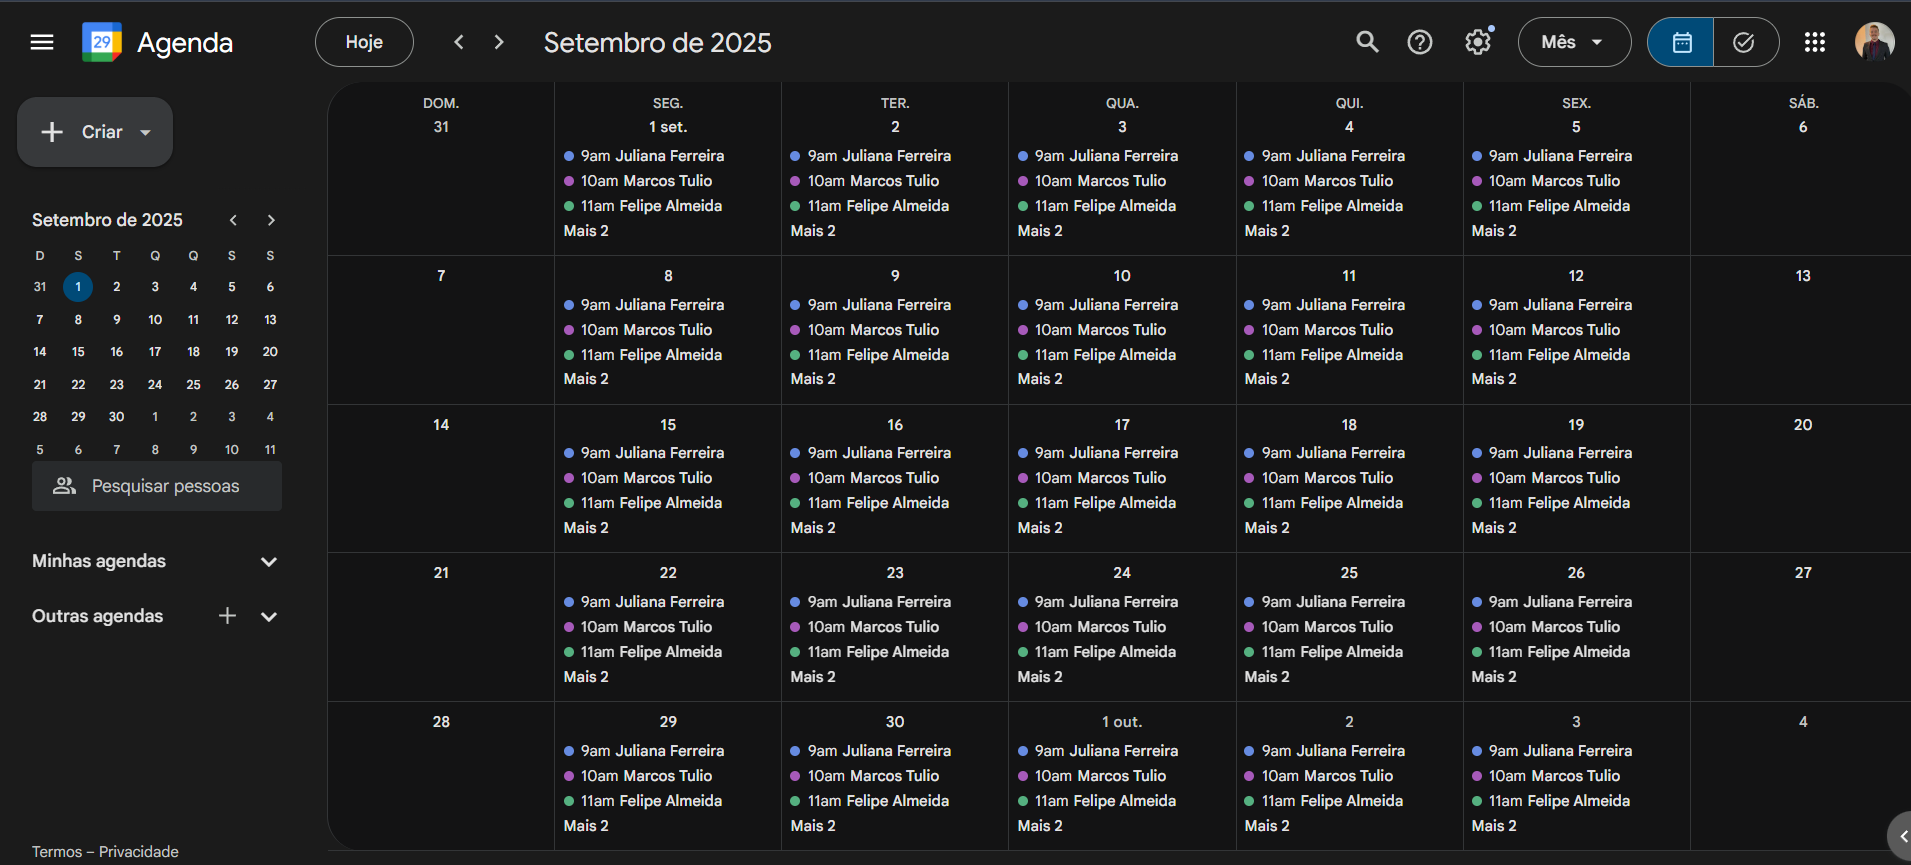 29 Agenda Hoje Setembro de 2025 Mês
Criar
Setembro de 2025
D S T Q Q S S
31 1 2 3 4 5 6
7 8 9 10 11 12 13
14 15 16 17 18 19 20
21 22 23 24 25 26 27
28 29 30 1 2 3 4
5 6 7 8 9 10 11
Pesquisar pessoas
Minhas agendas
Outras agendas
Termos – Privacidade
DOM. SEG. TER. QUA. QUI. SEX. SÁB.
31 1 set. 2 3 4 5 6
9am Juliana Ferreira 9am Juliana Ferreira 9am Juliana Ferreira 9am Juliana Ferreira 9am Juliana Ferreira
10am Marcos Tulio 10am Marcos Tulio 10am Marcos Tulio 10am Marcos Tulio 10am Marcos Tulio
11am Felipe Almeida 11am Felipe Almeida 11am Felipe Almeida 11am Felipe Almeida 11am Felipe Almeida
Mais 2 Mais 2 Mais 2 Mais 2 Mais 2
7 8 9 10 11 12 13
9am Juliana Ferreira 9am Juliana Ferreira 9am Juliana Ferreira 9am Juliana Ferreira 9am Juliana Ferreira
10am Marcos Tulio 10am Marcos Tulio 10am Marcos Tulio 10am Marcos Tulio 10am Marcos Tulio
11am Felipe Almeida 11am Felipe Almeida 11am Felipe Almeida 11am Felipe Almeida 11am Felipe Almeida
Mais 2 Mais 2 Mais 2 Mais 2 Mais 2
14 15 16 17 18 19 20
9am Juliana Ferreira 9am Juliana Ferreira 9am Juliana Ferreira 9am Juliana Ferreira 9am Juliana Ferreira
10am Marcos Tulio 10am Marcos Tulio 10am Marcos Tulio 10am Marcos Tulio 10am Marcos Tulio
11am Felipe Almeida 11am Felipe Almeida 11am Felipe Almeida 11am Felipe Almeida 11am Felipe Almeida
Mais 2 Mais 2 Mais 2 Mais 2 Mais 2
21 22 23 24 25 26 27
9am Juliana Ferreira 9am Juliana Ferreira 9am Juliana Ferreira 9am Juliana Ferreira 9am Juliana Ferreira
10am Marcos Tulio 10am Marcos Tulio 10am Marcos Tulio 10am Marcos Tulio 10am Marcos Tulio
11am Felipe Almeida 11am Felipe Almeida 11am Felipe Almeida 11am Felipe Almeida 11am Felipe Almeida
Mais 2 Mais 2 Mais 2 Mais 2 Mais 2
28 29 30 1 out. 2 3 4
9am Juliana Ferreira 9am Juliana Ferreira 9am Juliana Ferreira 9am Juliana Ferreira 9am Juliana Ferreira
10am Marcos Tulio 10am Marcos Tulio 10am Marcos Tulio 10am Marcos Tulio 10am Marcos Tulio
11am Felipe Almeida 11am Felipe Almeida 11am Felipe Almeida 11am Felipe Almeida 11am Felipe Almeida
Mais 2 Mais 2 Mais 2 Mais 2 Mais 2